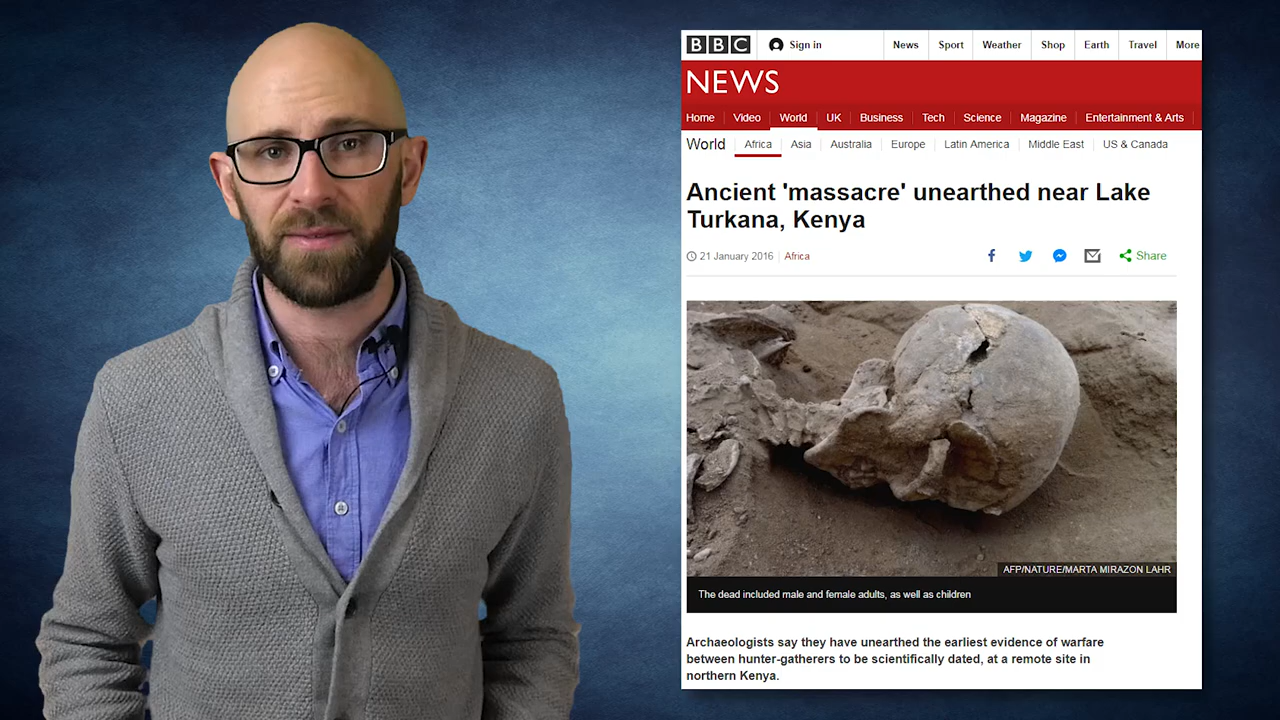 BBC Sign in News Sport Weather Shop Earth Travel More
NEWS
Home Video World UK Business Tech Science Magazine Entertainment & Arts
World Africa Asia Australia Europe Latin America Middle East US & Canada
Ancient 'massacre' unearthed near Lake
Turkana, Kenya
21 January 2016 Africa Share
AFP/NATURE/MARTA MIRAZON LAHR
The dead included male and female adults, as well as children
Archaeologists say they have unearthed the earliest evidence of warfare
between hunter-gatherers to be scientifically dated, at a remote site in
northern Kenya.